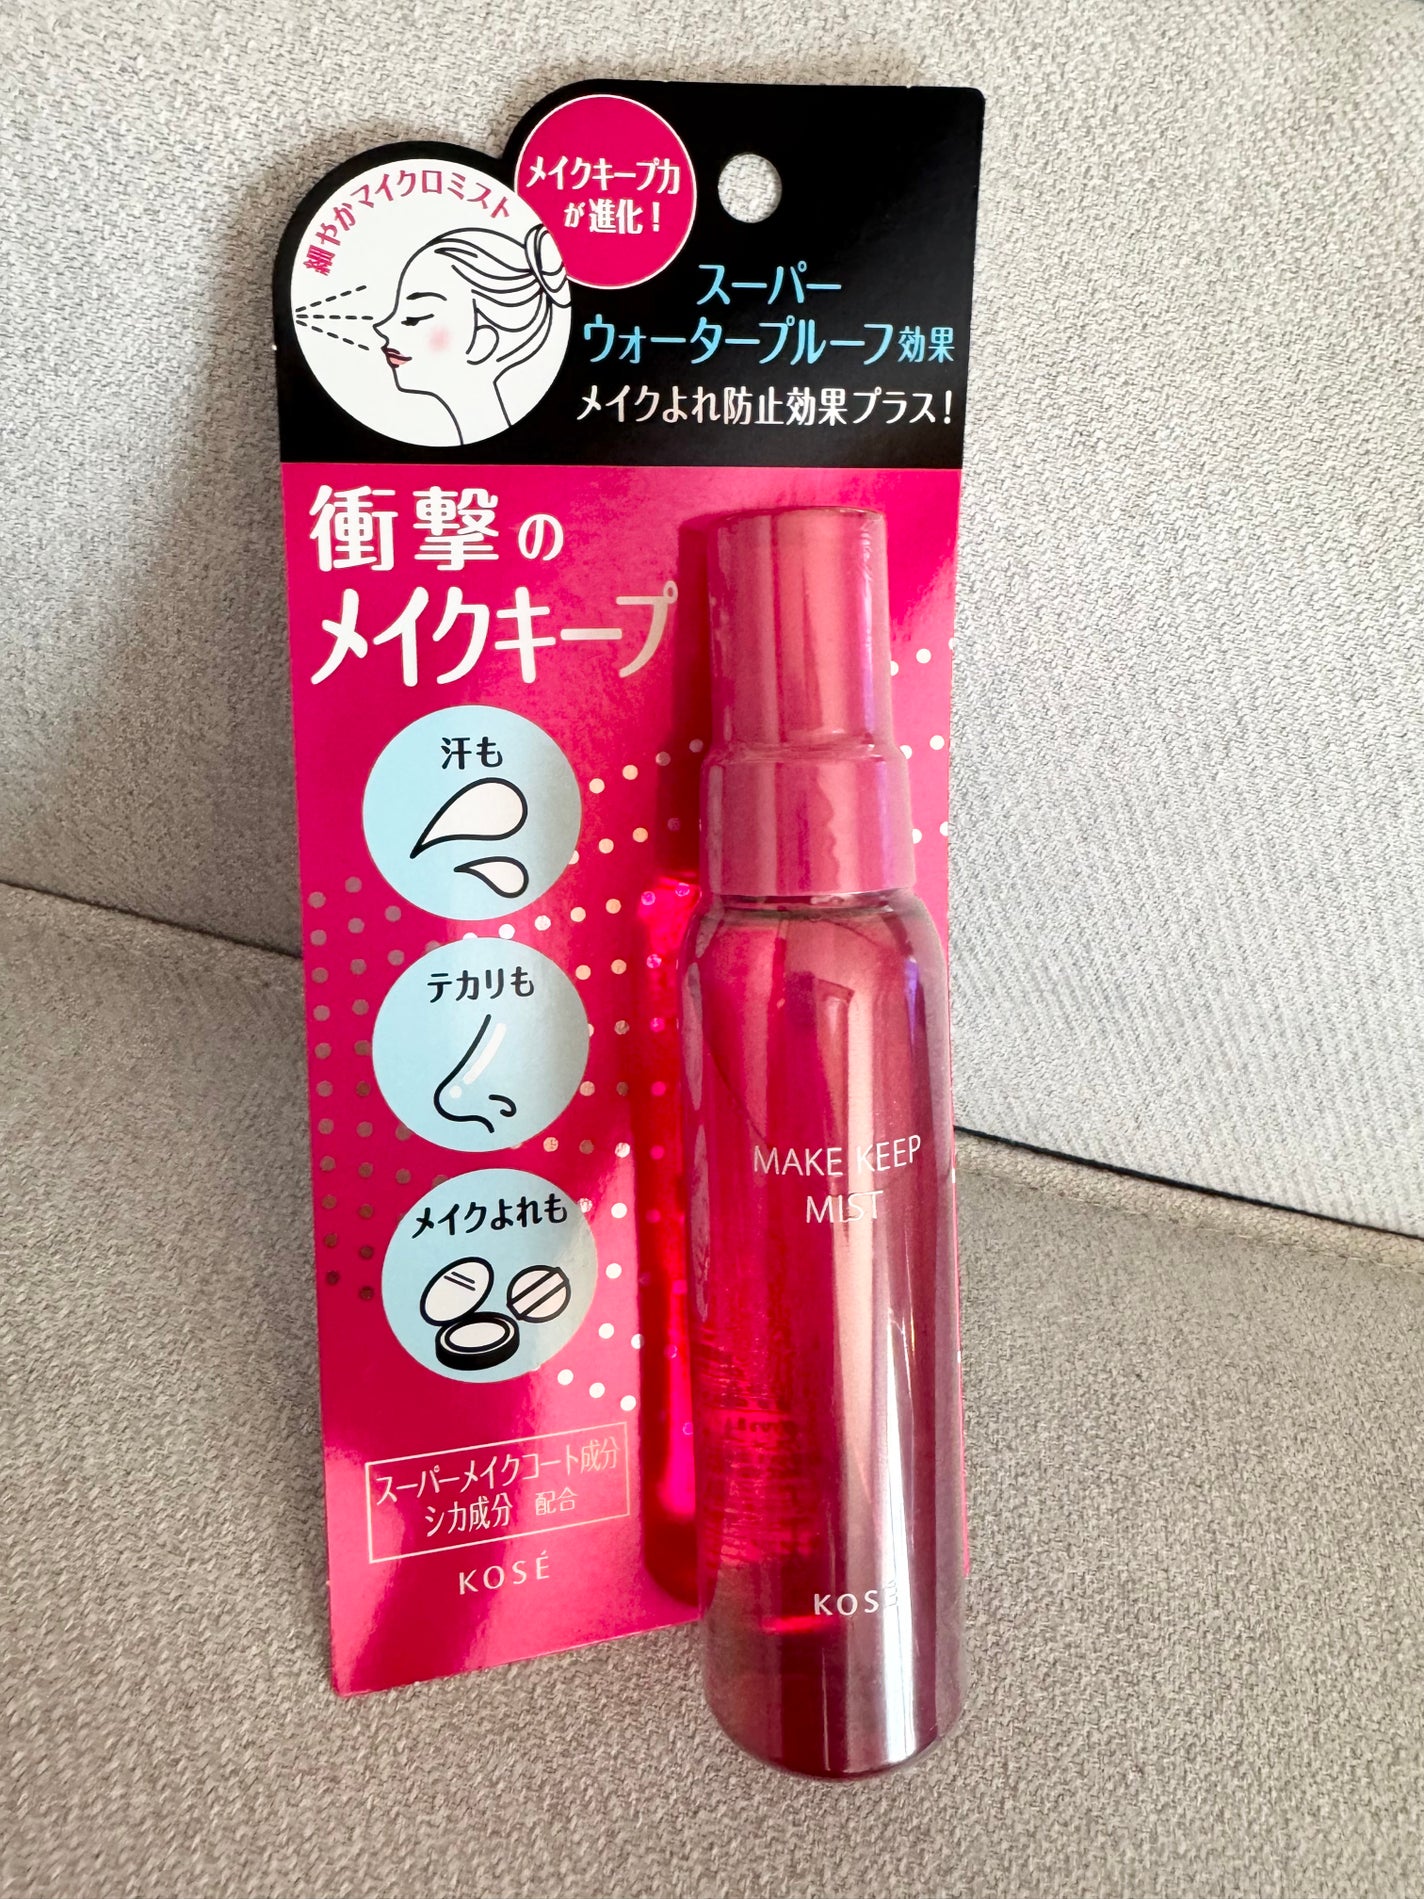 メイクキープ力
が進化！
細やかマイクロミスト
スーパー
ウォータープルーフ効果
メイクよれ防止効果プラス！
衝撃の
メイクキープ
汗も
テカリも
メイクよれも
スーパーメイクコート成分
シカ成分 配合
KOSÉ
MAKE KEEP
MIST
KOSÉ